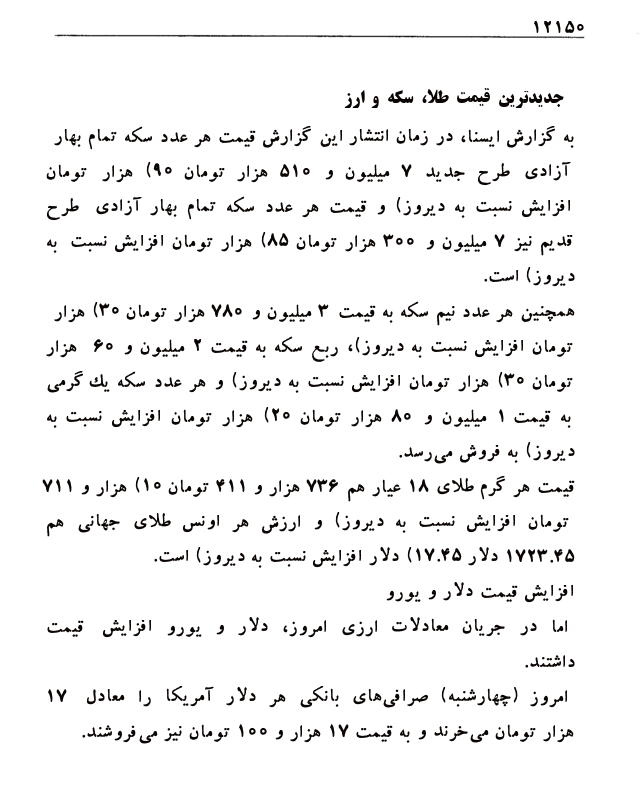 ۱۲۱۵۰
جدیدترین قیمت طلا، سکه و ارز
به گزارش ایسنا، در زمان انتشار این گزارش قیمت هر عدد سکه تمام بهار
آزادی طرح جدید ۷ میلیون و ۵۱۰ هزار تومان ۹۰) هزار تومان
افزایش نسبت به دیروز) و قیمت هر عدد سکه تمام بهار آزادی طرح
قدیم نیز ۷ میلیون و ۳۰۰ هزار تومان ۸۵) هزار تومان افزایش نسبت به
دیروز) است.
همچنین هر عدد نیم سکه به قیمت ۳ میلیون و ۷۸۰ هزار تومان ۳۰) هزار
تومان افزایش نسبت به دیروز)، ربع سکه به قیمت ۲ میلیون و ۶۰ هزار
تومان ۳۰) هزار تومان افزایش نسبت به دیروز) و هر عدد سکه یك گرمی
به قیمت ۱ میلیون و ۸۰ هزار تومان ۲۰) هزار تومان افزایش نسبت به
دیروز) به فروش می‌رسد.
قیمت هر گرم طلای ۱۸ عیار هم ۷۳۶ هزار و ۴۱۱ تومان ۱۰) هزار و ۷۱۱
تومان افزایش نسبت به دیروز) و ارزش هر اونس طلای جهانی هم
۱۷۲۳.۴۵ دلار ۱۷.۴۵) دلار افزایش نسبت به دیروز) است.
افزایش قیمت دلار و یورو
اما در جریان معادلات ارزی امروز، دلار و یورو افزایش قیمت
داشتند.
امروز (چهارشنبه) صرافی‌های بانکی هر دلار آمریکا را معادل ۱۷
هزار تومان می‌خرند و به قیمت ۱۷ هزار و ۱۰۰ تومان نیز می‌فروشند.